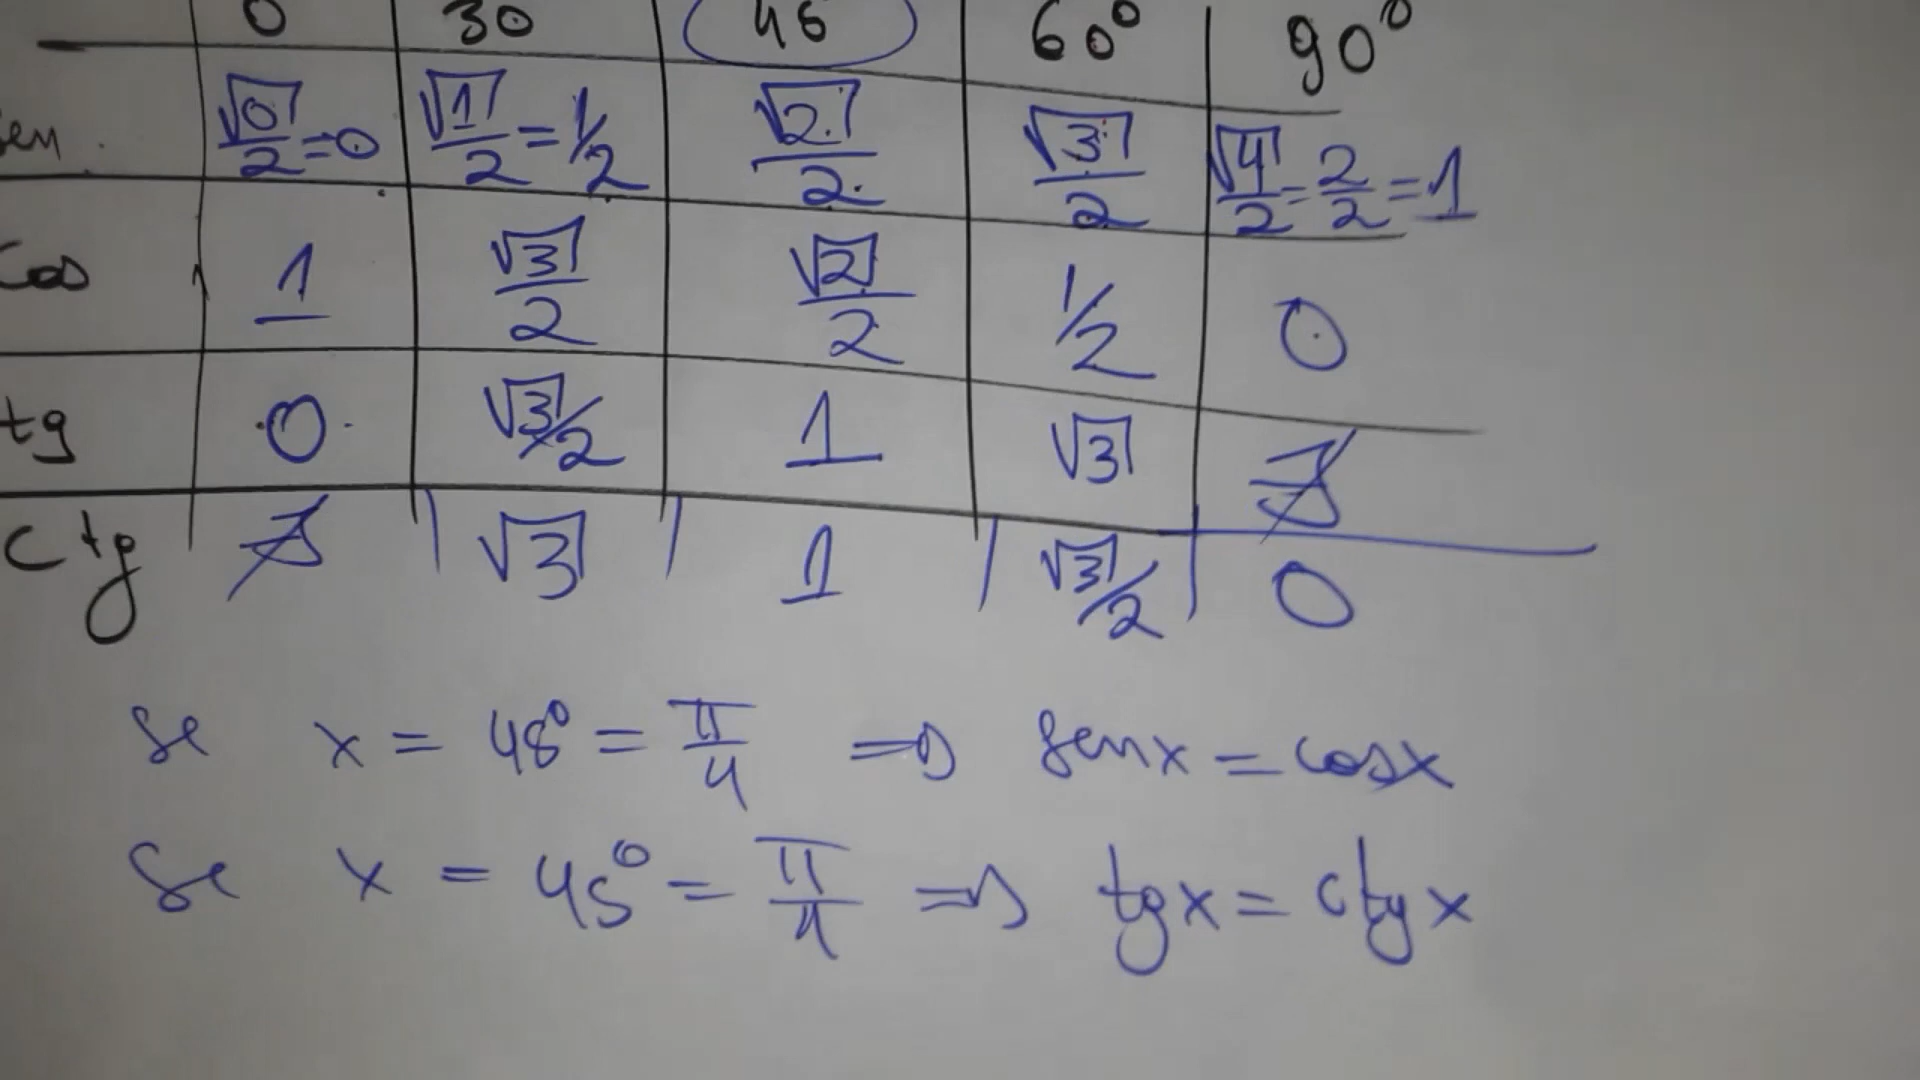 0 30 45 60° 90°
sen √0/2=0 √1/2=1/2 √2/2 √3/2 √4/2=2/2=1
cos 1 √3/2 √2/2 1/2 0
tg 0 √3/2 1 √3 ∄
ctg ∄ √3 1 √3/2 0
se x = 45° = π/4 ⇒ senx = cosx
se x = 45° = π/4 ⇒ tgx = ctgx